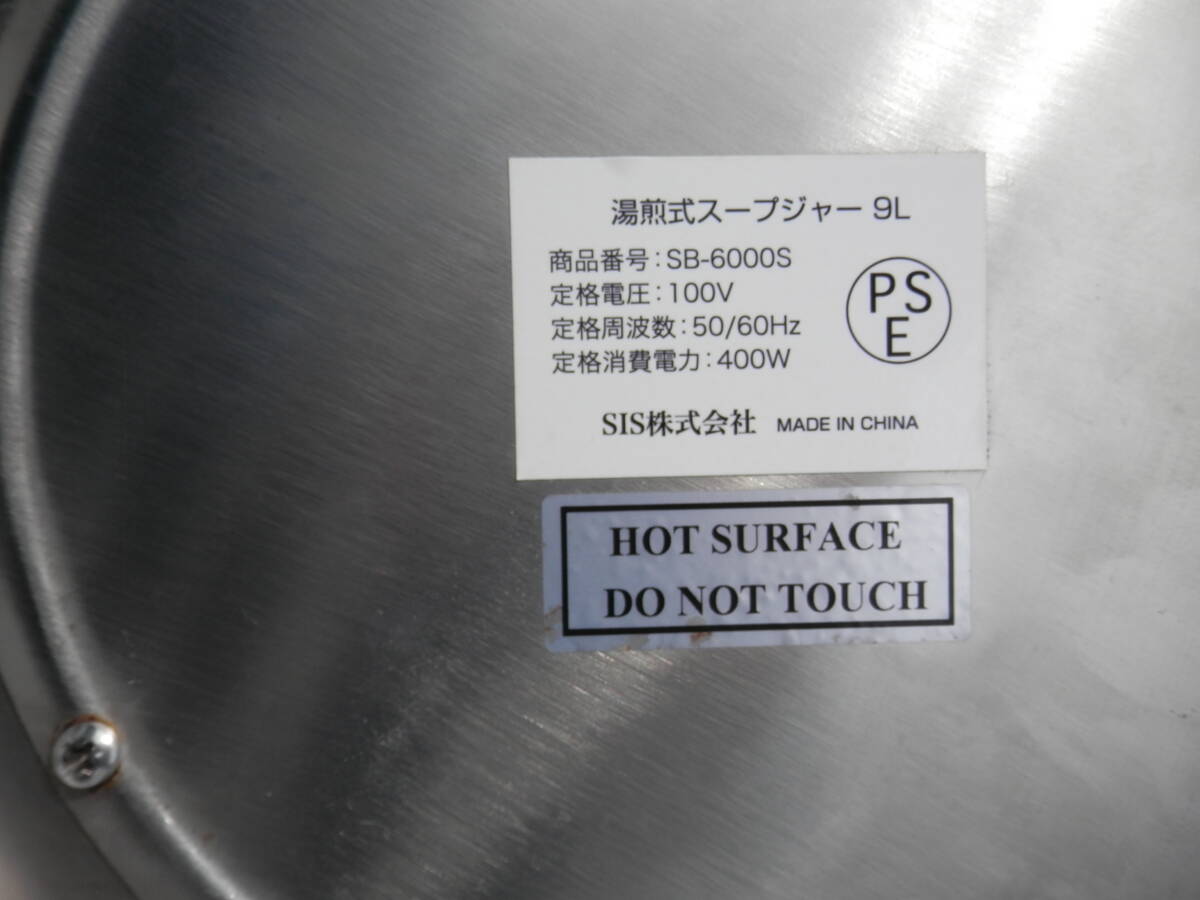 湯煎式スープジャー 9L
商品番号：SB-6000S
定格電圧：100V
定格周波数：50/60Hz
定格消費電力：400W
PS
E
SIS株式会社 MADE IN CHINA
HOT SURFACE
DO NOT TOUCH